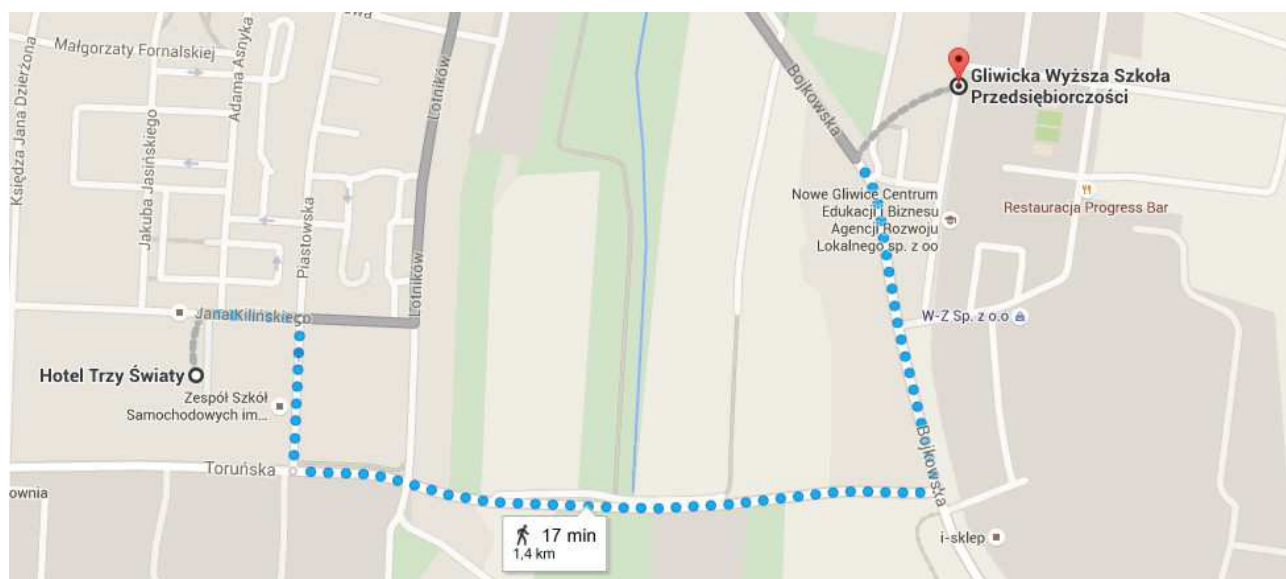 Małgorzaty Fornalskiej
Księdza Jana Dzierżona
Jakuba Jasińskiego
Adama Asnyka
Piastowska
Lotników
Lotników
Bojkowska
Gliwicka Wyższa Szkoła
Przedsiębiorczości
Nowe Gliwice Centrum
Edukacji i Biznesu
Agencji Rozwoju
Lokalnego sp. z oo
Restauracja Progress Bar
Jana Kilińskiego
W-Z Sp. z o.o
Hotel Trzy Światy
Zespół Szkół
Samochodowych im...
Toruńska
Bojkowska
ownia
17 min
1,4 km
i-sklep